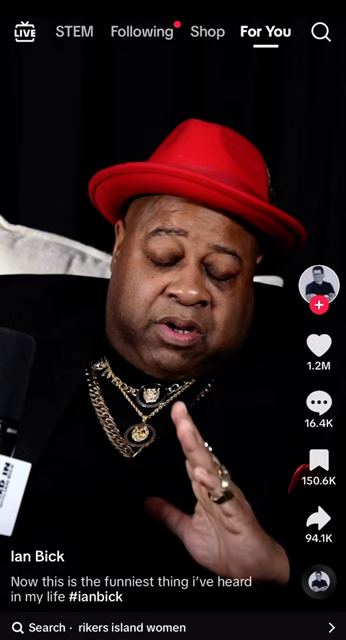 LIVE
STEM
Following
Shop
For You
1.2M
16.4K
150.6K
94.1K
Ian Bick
Now this is the funniest thing i've heard
in my life #ianbick
Search · rikers island women